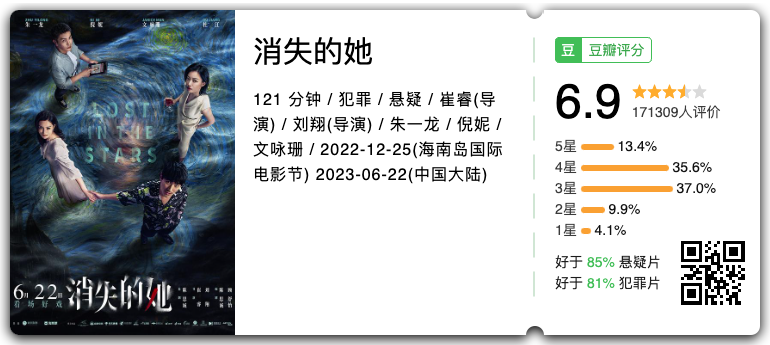 朱一龙
倪妮
文咏珊
杜江
LOST
IN THE
STARS
6月22日
看场好戏
消失的她
消失的她
121 分钟 / 犯罪 / 悬疑 / 崔睿(导
演) / 刘翔(导演) / 朱一龙 / 倪妮 /
文咏珊 / 2022-12-25(海南岛国际
电影节) 2023-06-22(中国大陆)
豆 豆瓣评分
6.9
171309人评价
5星 13.4%
4星 35.6%
3星 37.0%
2星 9.9%
1星 4.1%
好于 85% 悬疑片
好于 81% 犯罪片